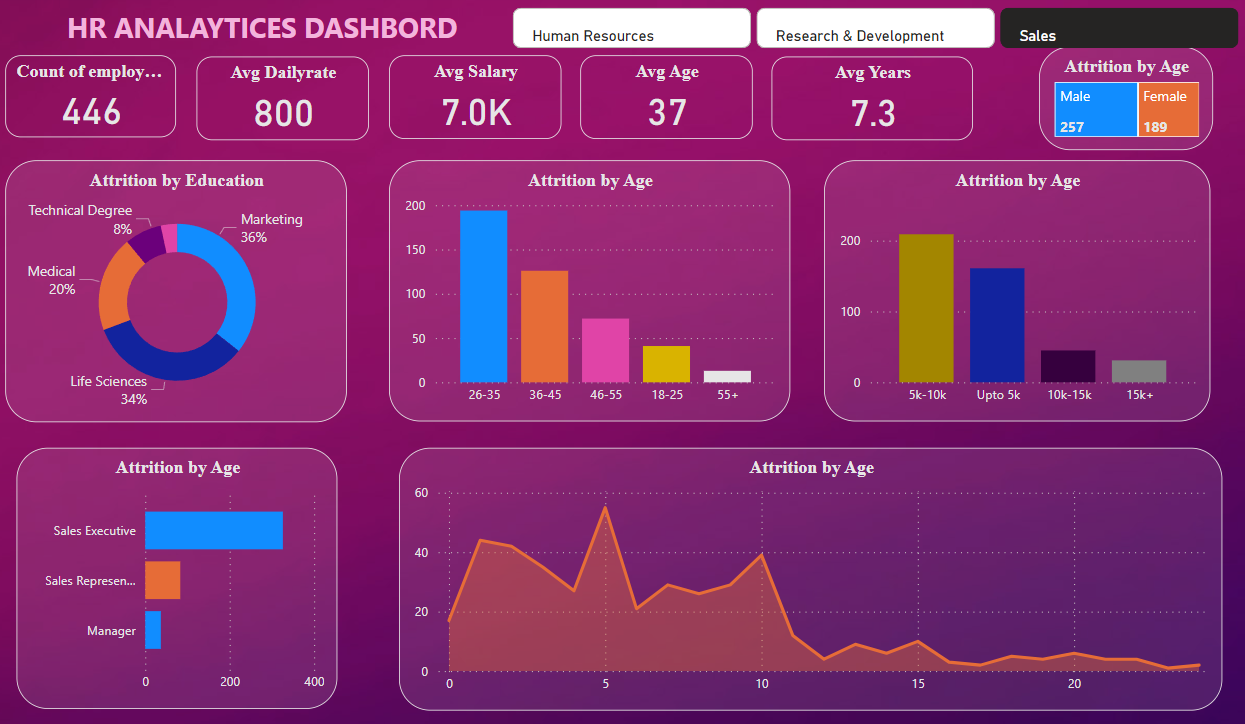 HR ANALAYTICES DASHBORD
Human Resources
Research & Development
Sales
Count of employ...
446
Avg Dailyrate
800
Avg Salary
7.0K
Avg Age
37
Avg Years
7.3
Attrition by Age
Male
257
Female
189
Attrition by Education
Technical Degree
8%
Marketing
36%
Medical
20%
Life Sciences
34%
Attrition by Age
200
150
100
50
0
26-35
36-45
46-55
18-25
55+
Attrition by Age
200
100
0
5k-10k
Upto 5k
10k-15k
15k+
Attrition by Age
Sales Executive
Sales Represen...
Manager
0
200
400
Attrition by Age
60
40
20
0
0
5
10
15
20